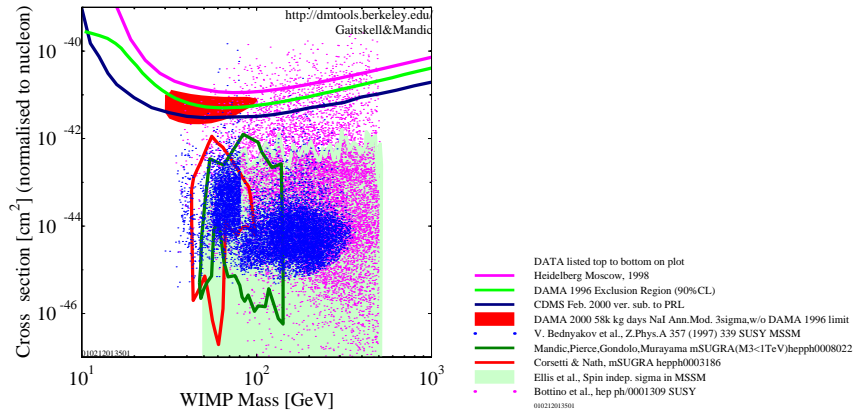 http://dmtools.berkeley.edu/
Gaitskell&Mandic
Cross section [cm2] (normalised to nucleon)
10-40
10-42
10-44
10-46
010212013501
101
102
103
WIMP Mass [GeV]
DATA listed top to bottom on plot
Heidelberg Moscow, 1998
DAMA 1996 Exclusion Region (90%CL)
CDMS Feb. 2000 ver. sub. to PRL
DAMA 2000 58k kg days NaI Ann.Mod. 3sigma,w/o DAMA 1996 limit
V. Bednyakov et al., Z.Phys.A 357 (1997) 339 SUSY MSSM
Mandic,Pierce,Gondolo,Murayama mSUGRA(M3<1TeV)hepph0008022
Corsetti & Nath, mSUGRA hepph0003186
Ellis et al., Spin indep. sigma in MSSM
Bottino et al., hep ph/0001309 SUSY
010212013501